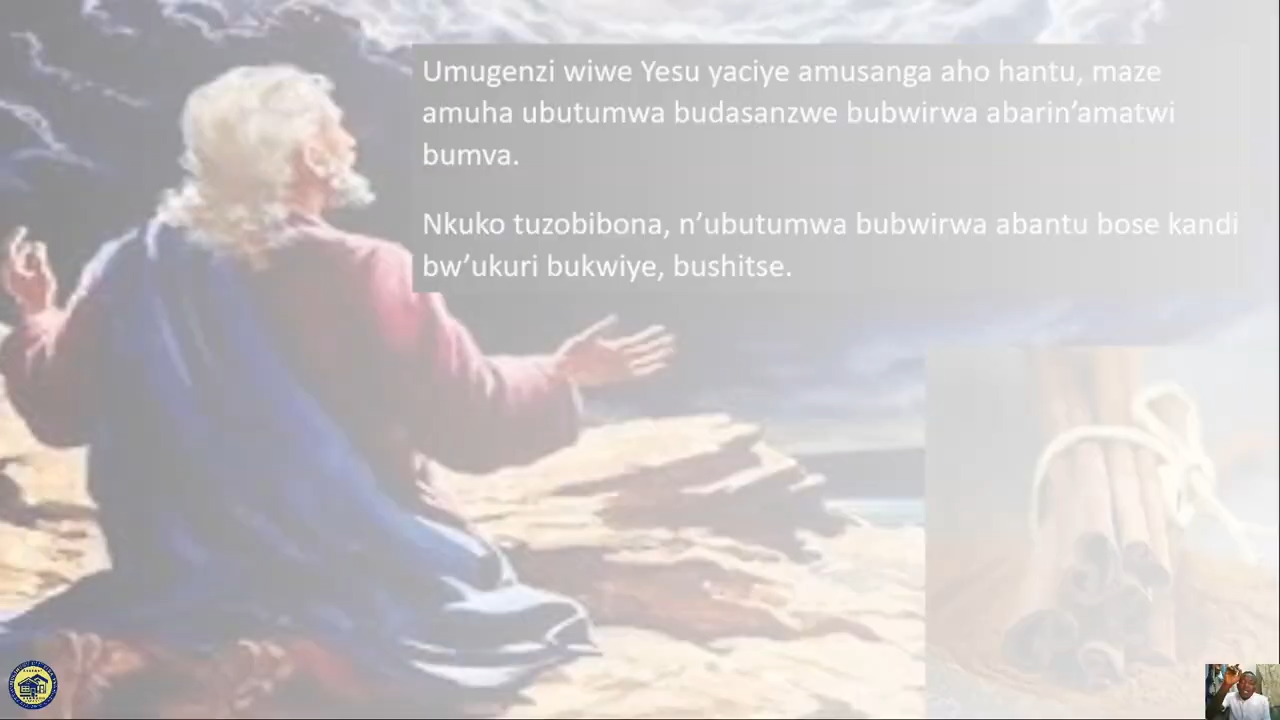 Umugenzi wiwe Yesu yaciye amusanga aho hantu, maze
amuha ubutumwa budasanzwe bubwirwa abarin’amatwi
bumva.
Nkuko tuzobibona, n’ubutumwa bubwirwa abantu bose kandi
bw’ukuri bukwiye, bushitse.